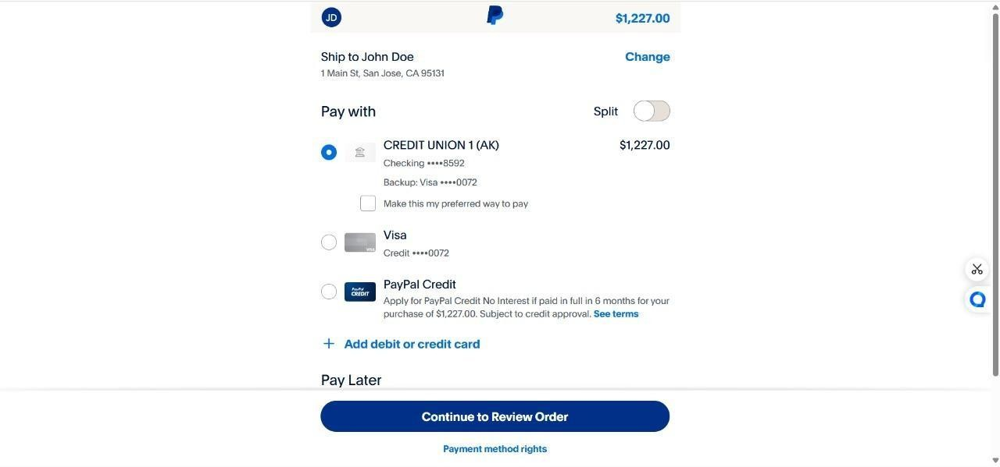 JD
$1,227.00
Ship to John Doe
Change
1 Main St, San Jose, CA 95131
Pay with
Split
CREDIT UNION 1 (AK)
$1,227.00
Checking ••••8592
Backup: Visa ••••0072
Make this my preferred way to pay
Visa
Credit ••••0072
PayPal CREDIT
PayPal Credit
Apply for PayPal Credit No Interest if paid in full in 6 months for your
purchase of $1,227.00. Subject to credit approval. See terms
+ Add debit or credit card
Pay Later
Continue to Review Order
Payment method rights